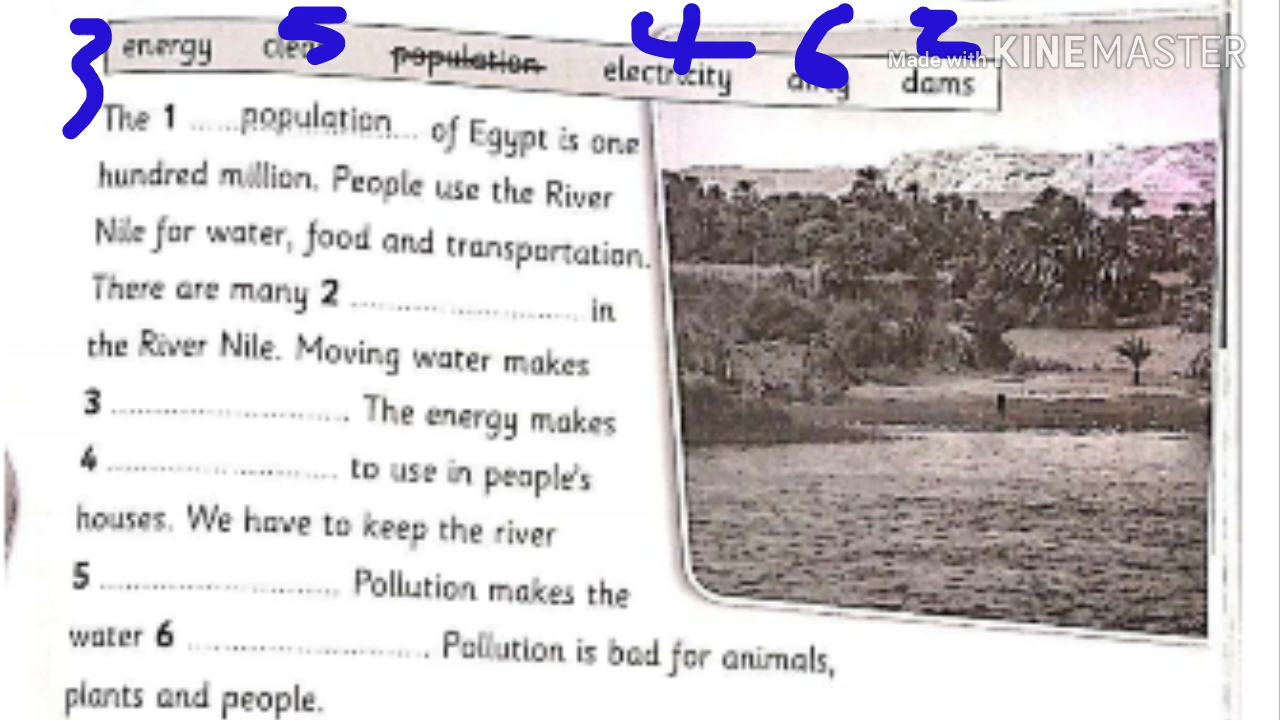 3 5 4 6 2
Made with KINEMASTER
energy clean population electricity dirty dams
The 1 .....population... of Egypt is one
hundred million. People use the River
Nile for water, food and transportation.
There are many 2 ........................ in
the River Nile. Moving water makes
3 ........................ . The energy makes
4 ........................ to use in people's
houses. We have to keep the river
5 ........................ . Pollution makes the
water 6 ........................ . Pollution is bad for animals,
plants and people.